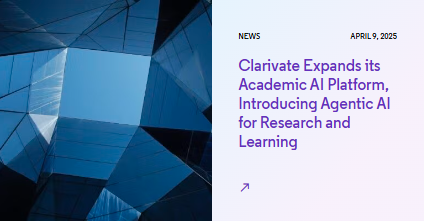 NEWS APRIL 9, 2025
Clarivate Expands its
Academic AI Platform,
Introducing Agentic AI
for Research and
Learning